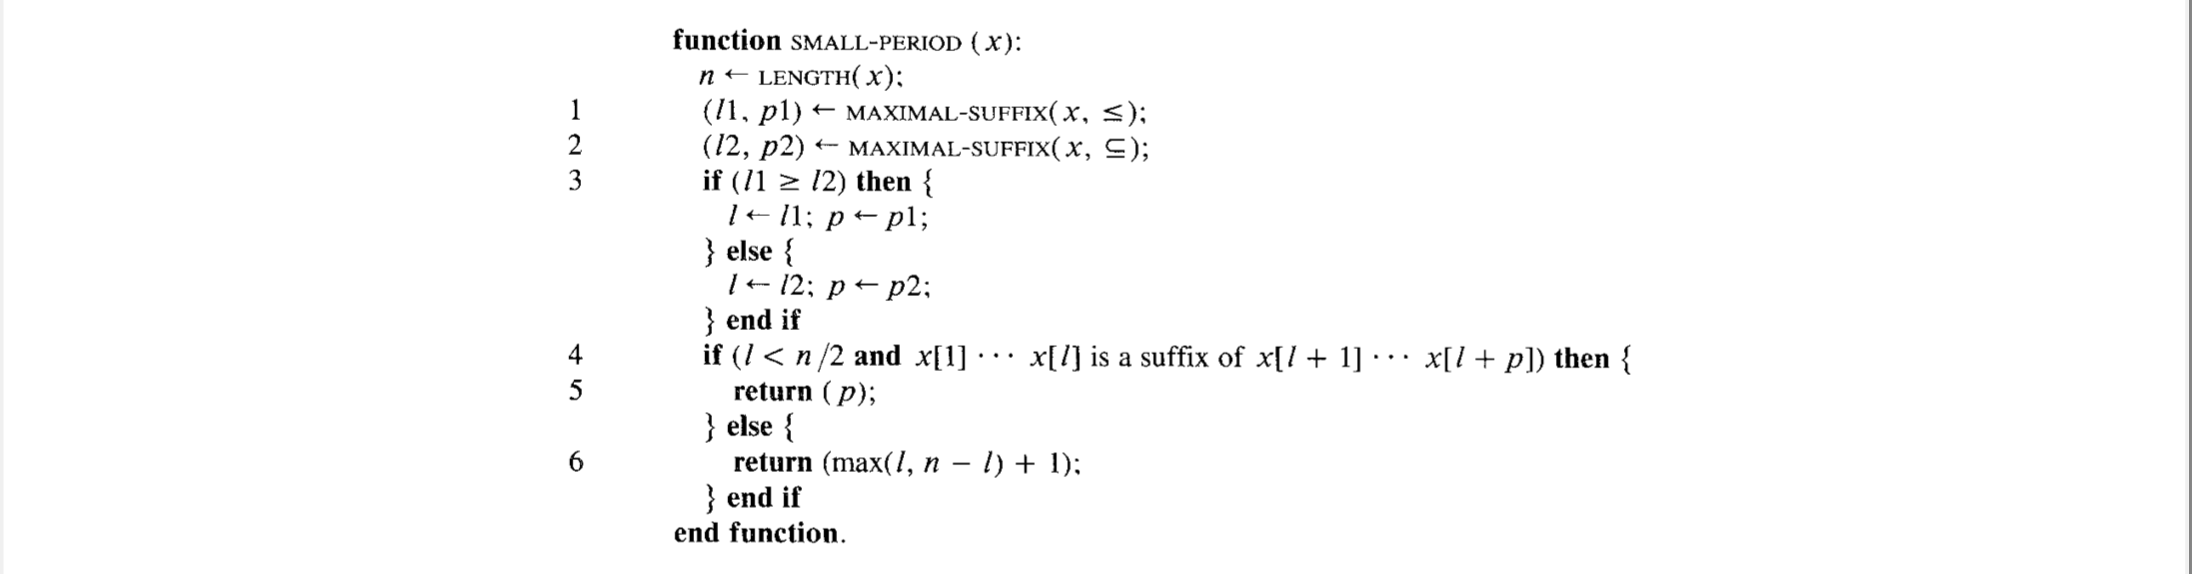 function SMALL-PERIOD (x):
n ← LENGTH(x);
1 (l1, p1) ← MAXIMAL-SUFFIX(x, ≤);
2 (l2, p2) ← MAXIMAL-SUFFIX(x, ⊆);
3 if (l1 ≥ l2) then {
l ← l1; p ← p1;
} else {
l ← l2; p ← p2;
} end if
4 if (l < n/2 and x[1] ··· x[l] is a suffix of x[l + 1] ··· x[l + p]) then {
5 return (p);
} else {
6 return (max(l, n − l) + 1);
} end if
end function.